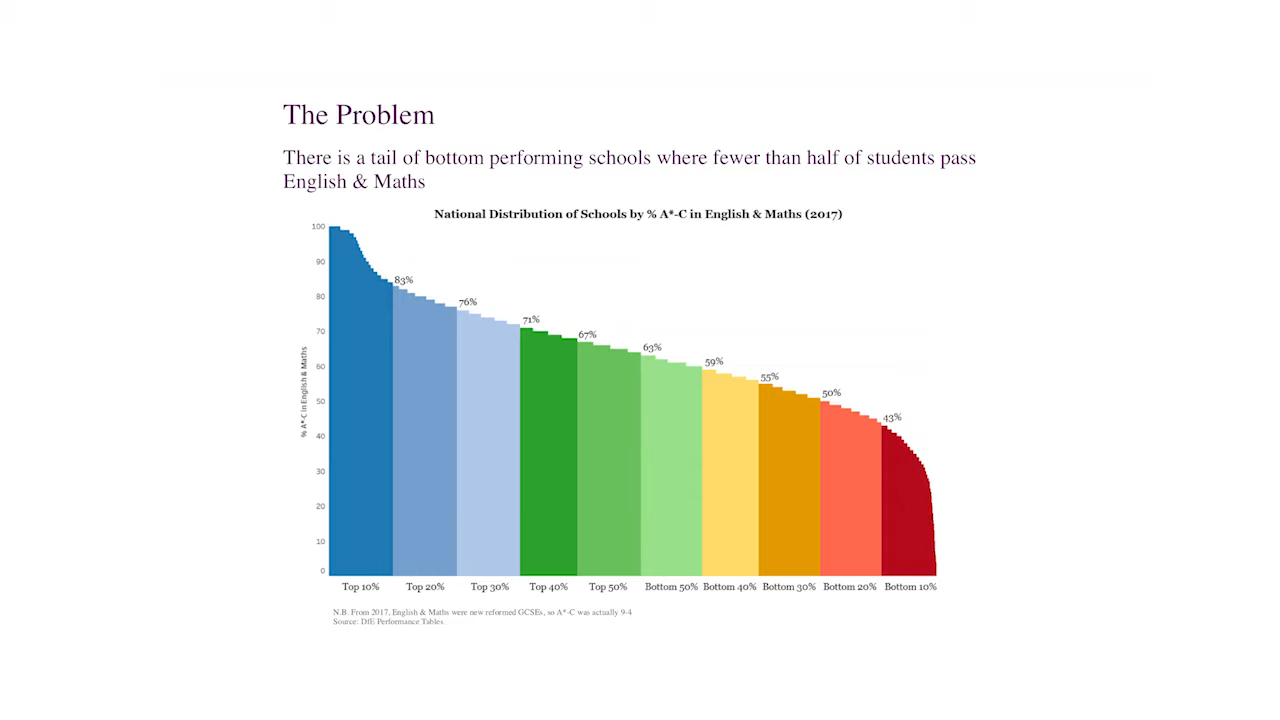 The Problem
There is a tail of bottom performing schools where fewer than half of students pass
English & Maths
National Distribution of Schools by % A*-C in English & Maths (2017)
% A*-C in English & Maths
100
90
80
70
60
50
40
30
20
10
0
83%
76%
71%
67%
63%
59%
55%
50%
43%
Top 10% Top 20% Top 30% Top 40% Top 50% Bottom 50% Bottom 40% Bottom 30% Bottom 20% Bottom 10%
N.B. From 2017, English & Maths were new reformed GCSEs, so A*-C was actually 9-4
Source: DfE Performance Tables